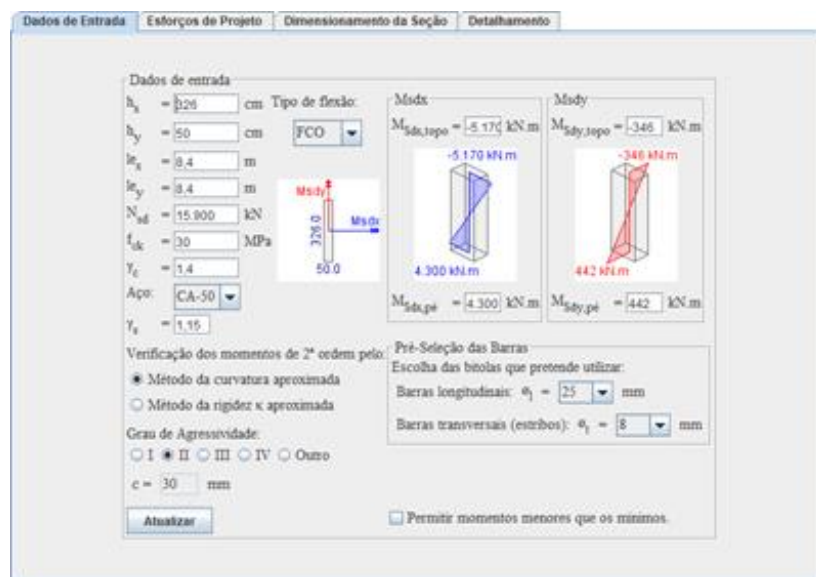 Dados de Entrada Esforços de Projeto Dimensionamento da Seção Detalhamento
Dados de entrada
hx = 326 cm
hy = 50 cm
lex = 8,4 m
ley = 8,4 m
Nsd = 15.900 kN
fck = 30 MPa
γc = 1,4
Aço: CA-50
γs = 1,15
Tipo de flexão:
FCO
Msdy
Msdx
326.0
50.0
Msdx
MSdx,topo = -5.170 kN.m
-5.170 kN.m
4.300 kN.m
MSdx,pé = 4.300 kN.m
Msdy
MSdy,topo = -346 kN.m
-346 kN.m
442 kN.m
MSdy,pé = 442 kN.m
Verificação dos momentos de 2ª ordem pelo:
Método da curvatura aproximada
Método da rigidez κ aproximada
Grau de Agressividade:
I II III IV Outro
c = 30 mm
Atualizar
Pré-Seleção das Barras
Escolha das bitolas que pretende utilizar:
Barras longitudinais: øl = 25 mm
Barras transversais (estribos): øt = 8 mm
Permitir momentos menores que os mínimos.